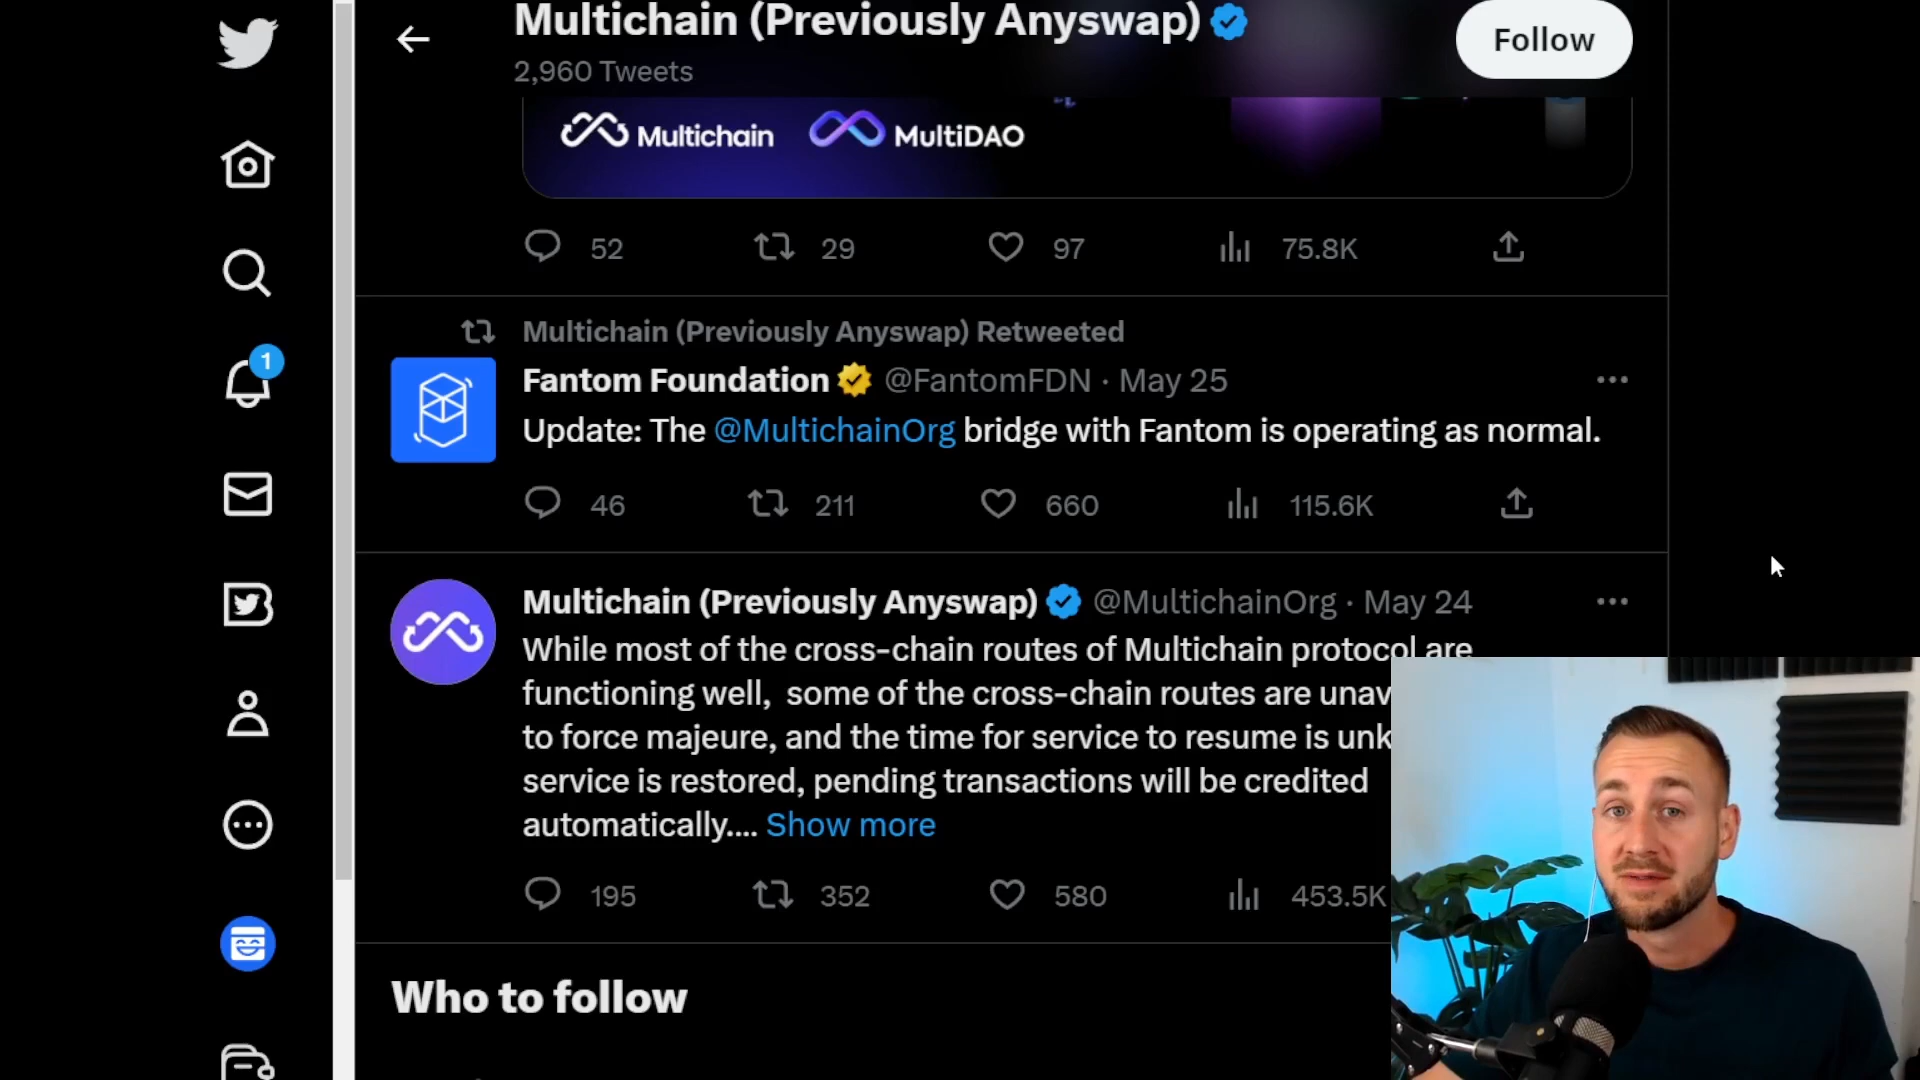 Multichain (Previously Anyswap)
2,960 Tweets
Follow
Multichain MultiDAO
52 29 97 75.8K
Multichain (Previously Anyswap) Retweeted
Fantom Foundation @FantomFDN · May 25
Update: The @MultichainOrg bridge with Fantom is operating as normal.
46 211 660 115.6K
1
Multichain (Previously Anyswap) @MultichainOrg · May 24
While most of the cross-chain routes of Multichain protocol are
functioning well, some of the cross-chain routes are unav
to force majeure, and the time for service to resume is unk
service is restored, pending transactions will be credited
automatically.... Show more
195 352 580 453.5K
Who to follow